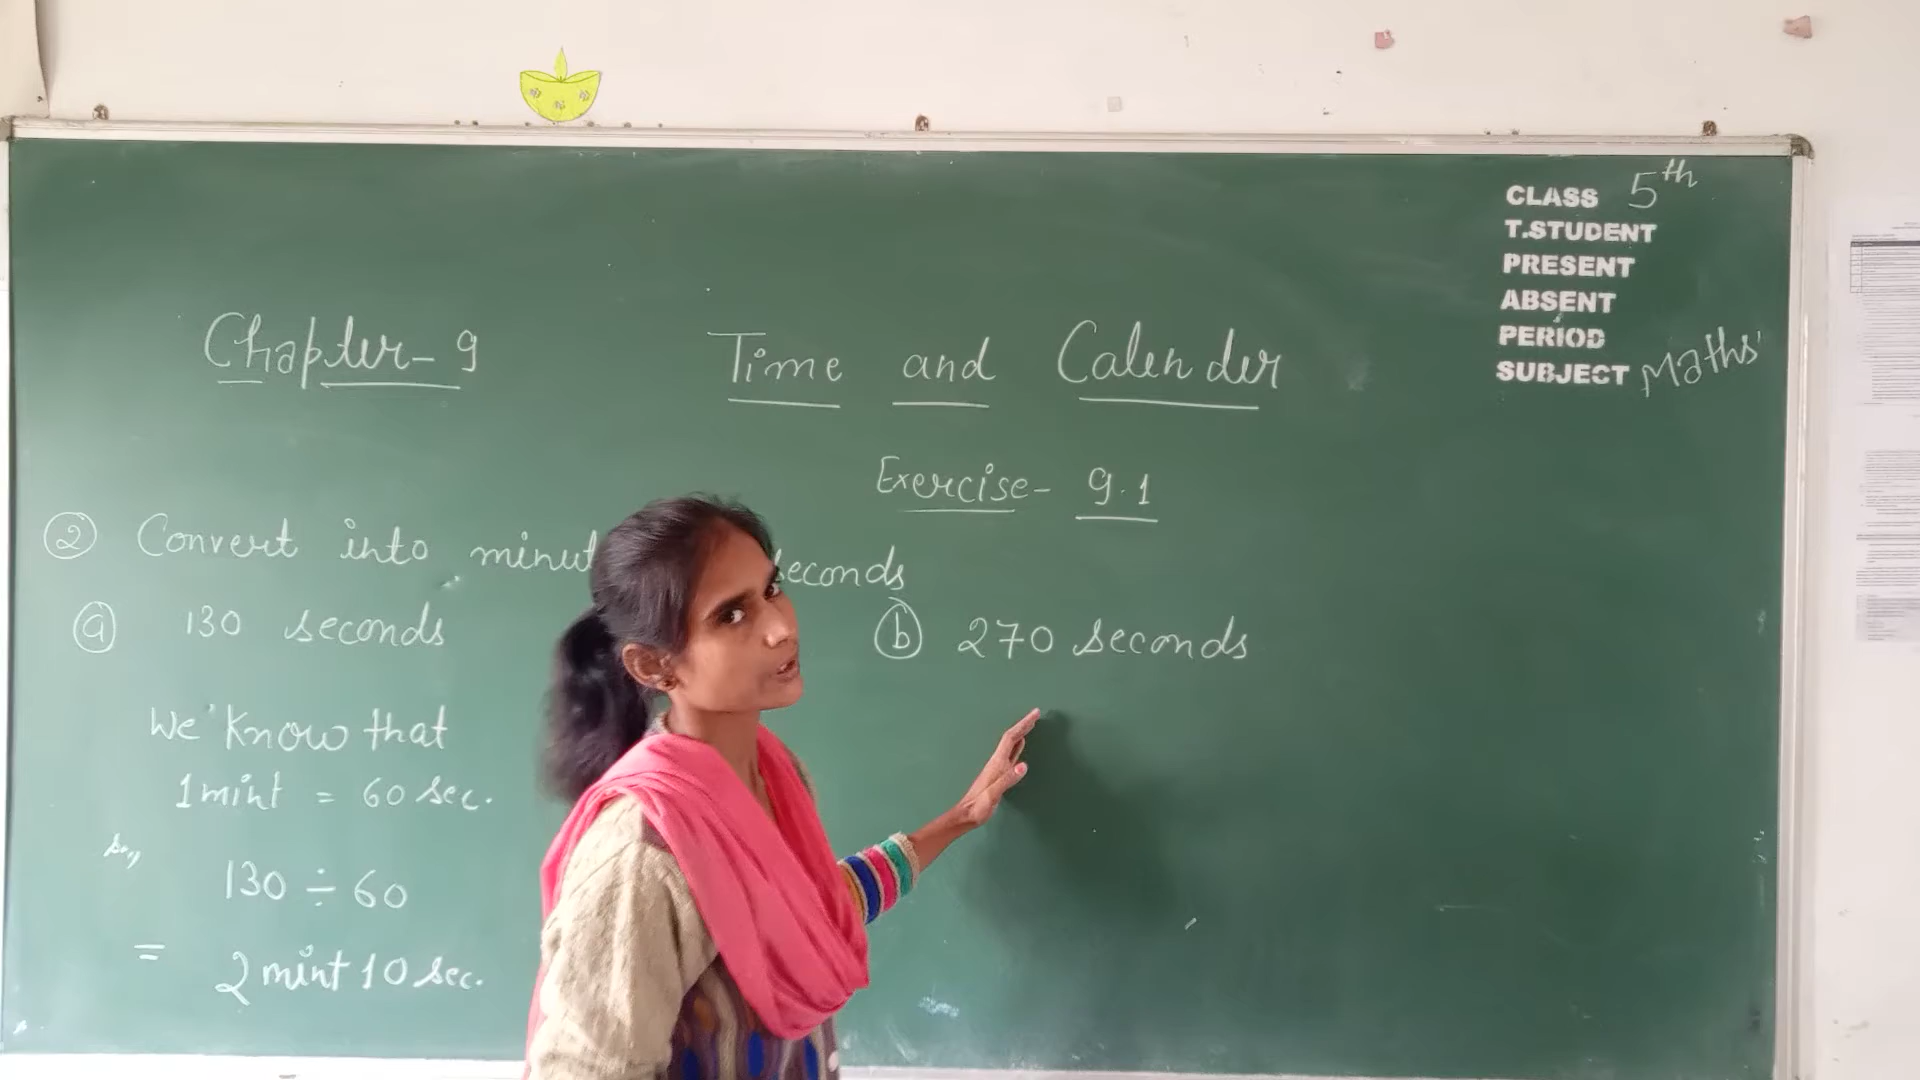 CLASS 5th
T.STUDENT
PRESENT
ABSENT
PERIOD
SUBJECT Maths
Chapter-9 Time and Calender
Exercise- 9.1
② Convert into minut seconds
ⓐ 130 seconds
We Know that
1 mint = 60 sec.
130 ÷ 60
= 2 mint 10 sec.
ⓑ 270 seconds